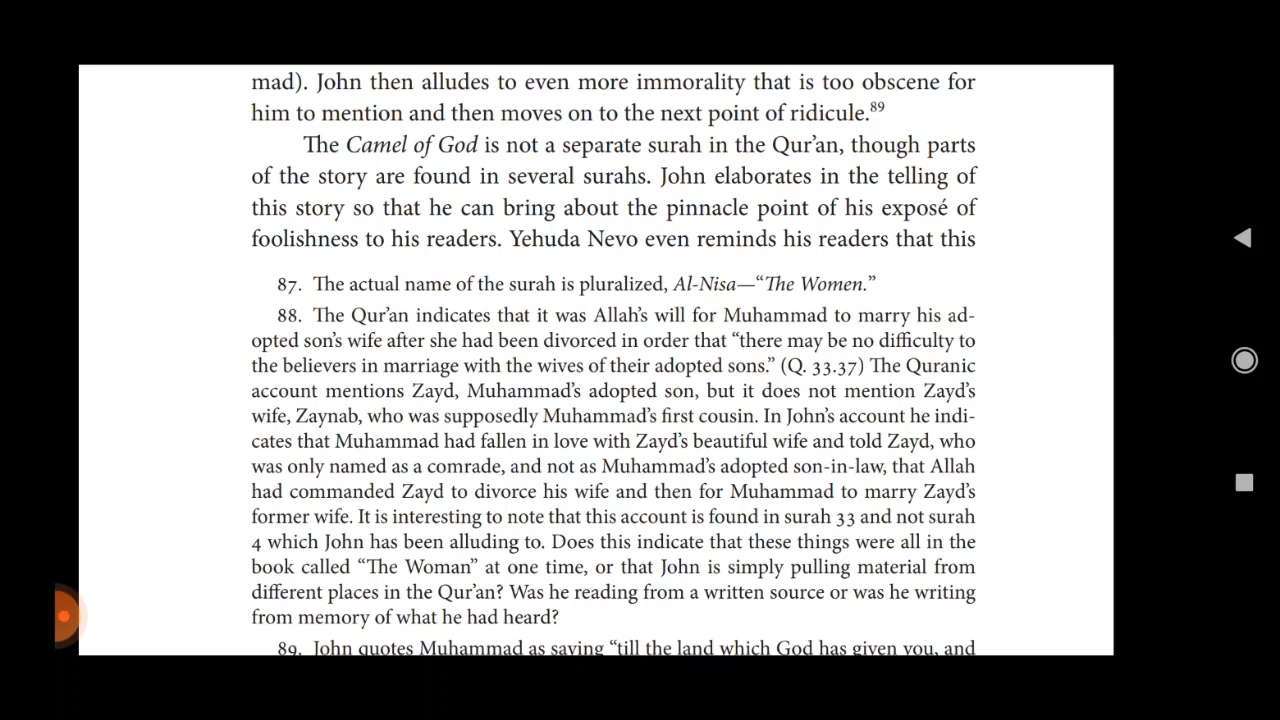 mad). John then alludes to even more immorality that is too obscene for
him to mention and then moves on to the next point of ridicule.89
The Camel of God is not a separate surah in the Qur’an, though parts
of the story are found in several surahs. John elaborates in the telling of
this story so that he can bring about the pinnacle point of his exposé of
foolishness to his readers. Yehuda Nevo even reminds his readers that this
87. The actual name of the surah is pluralized, Al-Nisa—“The Women.”
88. The Qur’an indicates that it was Allah’s will for Muhammad to marry his ad-
opted son’s wife after she had been divorced in order that “there may be no difficulty to
the believers in marriage with the wives of their adopted sons.” (Q. 33.37) The Quranic
account mentions Zayd, Muhammad’s adopted son, but it does not mention Zayd’s
wife, Zaynab, who was supposedly Muhammad’s first cousin. In John’s account he indi-
cates that Muhammad had fallen in love with Zayd’s beautiful wife and told Zayd, who
was only named as a comrade, and not as Muhammad’s adopted son-in-law, that Allah
had commanded Zayd to divorce his wife and then for Muhammad to marry Zayd’s
former wife. It is interesting to note that this account is found in surah 33 and not surah
4 which John has been alluding to. Does this indicate that these things were all in the
book called “The Woman” at one time, or that John is simply pulling material from
different places in the Qur’an? Was he reading from a written source or was he writing
from memory of what he had heard?
89. John quotes Muhammad as saying “till the land which God has given you, and